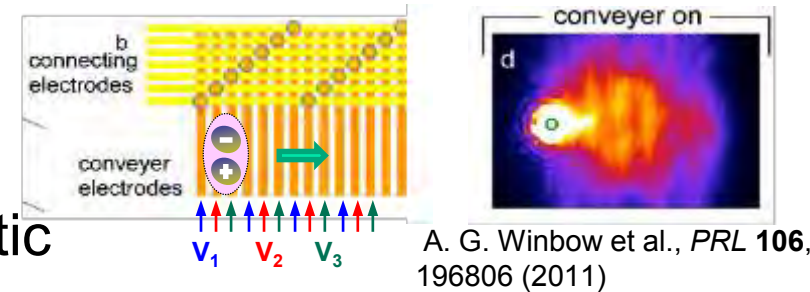 b
connecting
electrodes
conveyer
electrodes
-
+
V1 V2 V3
tic
conveyer on
d
A. G. Winbow et al., PRL 106,
196806 (2011)